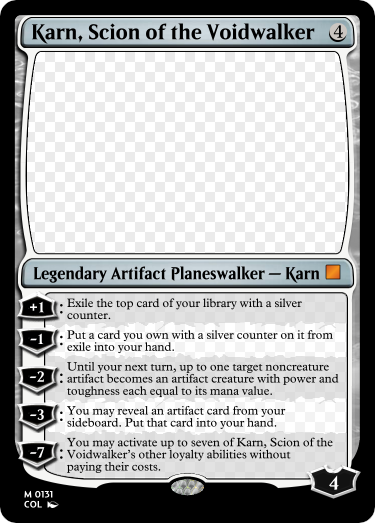 Karn, Scion of the Voidwalker 4
Legendary Artifact Planeswalker — Karn
+1: Exile the top card of your library with a silver
counter.
-1: Put a card you own with a silver counter on it from
exile into your hand.
-2: Until your next turn, up to one target noncreature
artifact becomes an artifact creature with power and
toughness each equal to its mana value.
-3: You may reveal an artifact card from your
sideboard. Put that card into your hand.
-7: You may activate up to seven of Karn, Scion of the
Voidwalker's other loyalty abilities without
paying their costs.
4
M 0131
COL